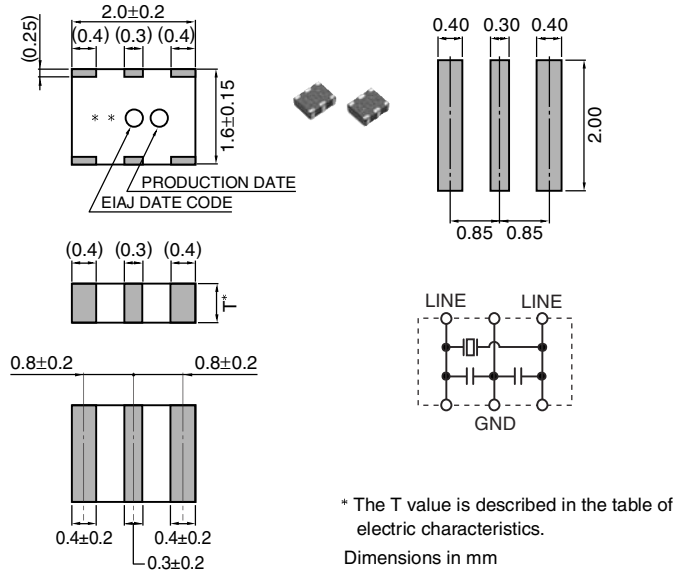 2.0±0.2
(0.4) (0.3) (0.4)
(0.25)
1.6±0.15
* *
PRODUCTION DATE
EIAJ DATE CODE
0.40 0.30 0.40
2.00
0.85 0.85
(0.4) (0.3) (0.4)
T*
LINE LINE
GND
0.8±0.2 0.8±0.2
0.4±0.2 0.4±0.2
0.3±0.2
* The T value is described in the table of
electric characteristics.
Dimensions in mm